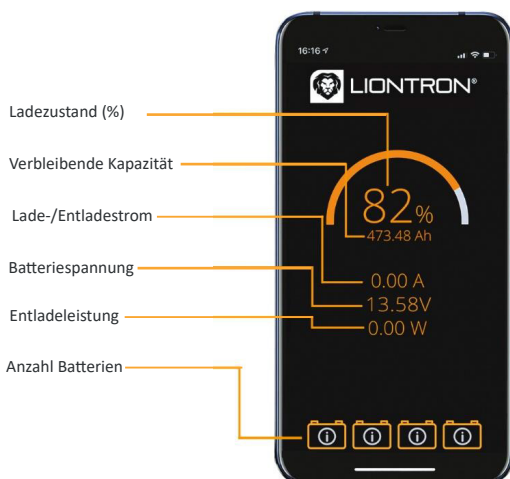 16:16
LIONTRON®
Ladezustand (%)
Verbleibende Kapazität
Lade-/Entladestrom
Batteriespannung
Entladeleistung
Anzahl Batterien
82%
473.48 Ah
0.00 A
13.58V
0.00 W
i i i i